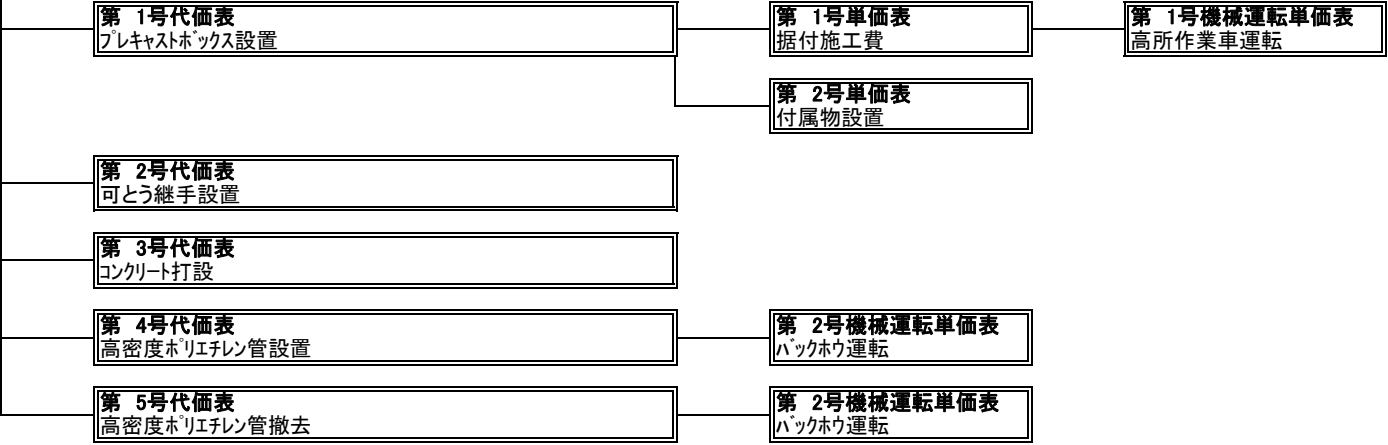 第 1号代価表
ﾌﾟﾚｷｬｽﾄﾎﾞｯｸｽ設置
第 1号単価表
据付施工費
第 1号機械運転単価表
高所作業車運転
第 2号単価表
付属物設置
第 2号代価表
可とう継手設置
第 3号代価表
ｺﾝｸﾘｰﾄ打設
第 4号代価表
高密度ﾎﾟﾘｴﾁﾚﾝ管設置
第 2号機械運転単価表
ﾊﾞｯｸﾎｳ運転
第 5号代価表
高密度ﾎﾟﾘｴﾁﾚﾝ管撤去
第 2号機械運転単価表
ﾊﾞｯｸﾎｳ運転